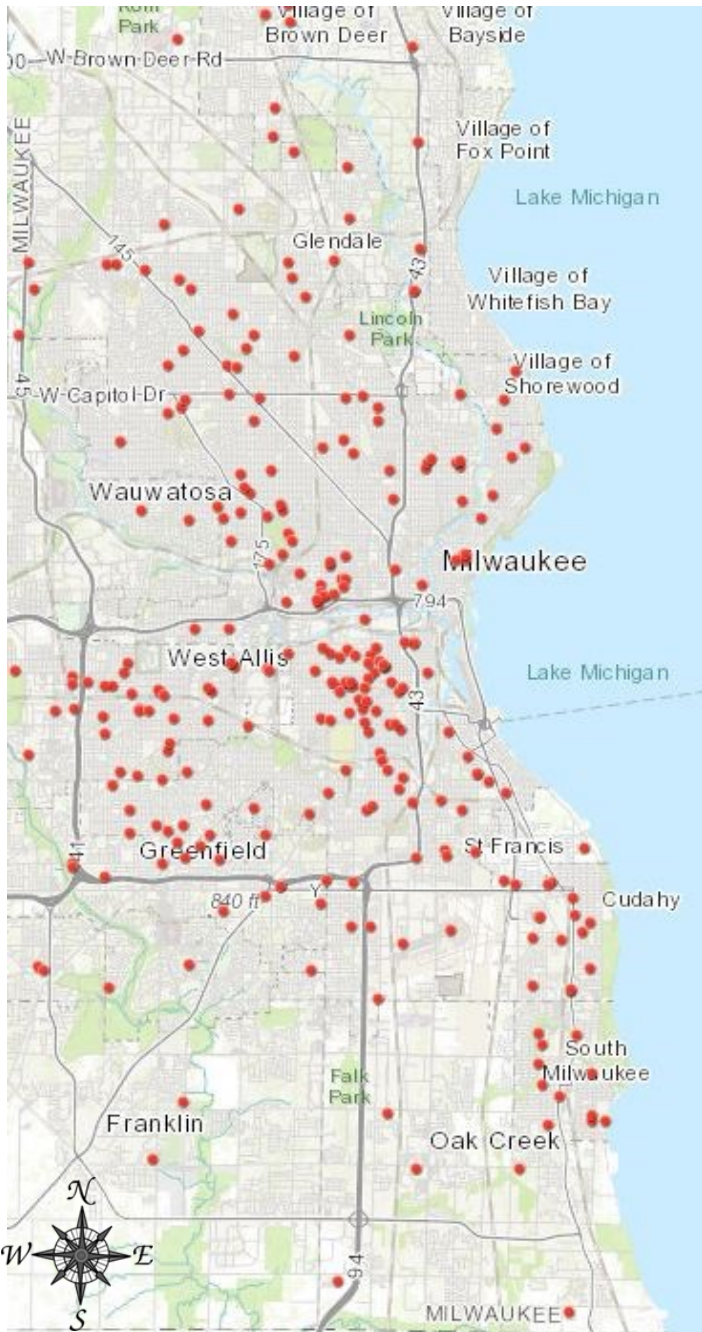 Village of
Brown Deer
Village of
Bayside
Park
W-Brown-Deer-Rd
Village of
Fox Point
MILWAUKEE
Lake Michigan
Glendale
145
43
Village of
Whitefish Bay
Lincoln
Park
Village of
Shorewood
45
W-Capitol-Dr
Wauwatosa
175
Milwaukee
794
West Allis
Lake Michigan
43
41
Greenfield
St Francis
840 ft
Y
Cudahy
South
Milwaukee
Falk
Park
Franklin
Oak Creek
N
W
E
S
94
MILWAUKEE